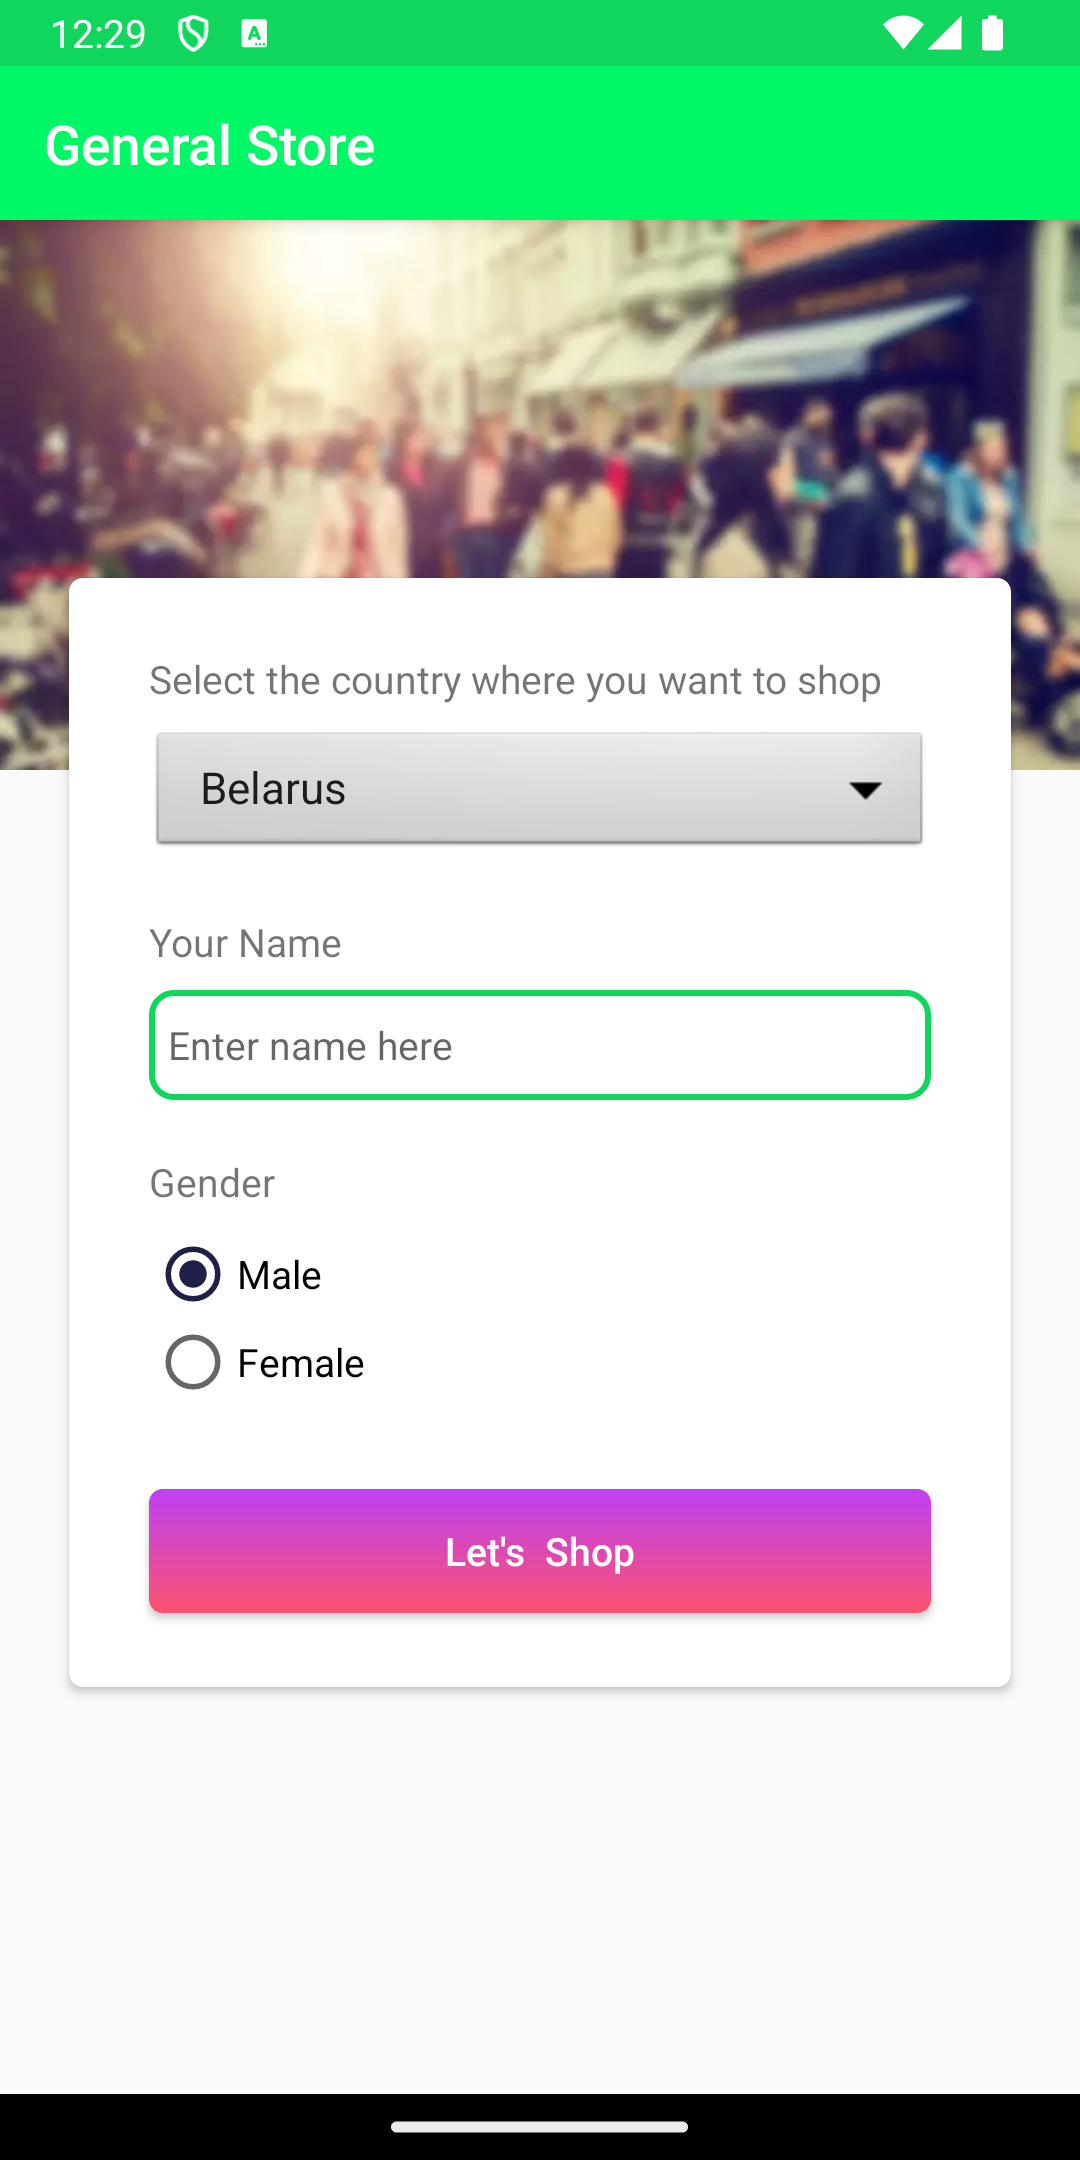 12:29
General Store
Select the country where you want to shop
Belarus
Your Name
Enter name here
Gender
Male
Female
Let's  Shop